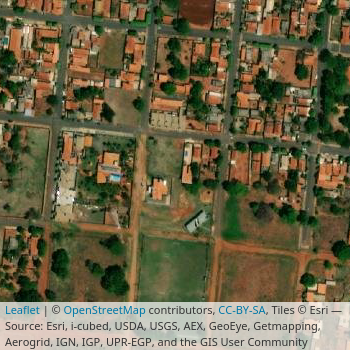 Leaflet | © OpenStreetMap contributors, CC-BY-SA, Tiles © Esri —
Source: Esri, i-cubed, USDA, USGS, AEX, GeoEye, Getmapping,
Aerogrid, IGN, IGP, UPR-EGP, and the GIS User Community